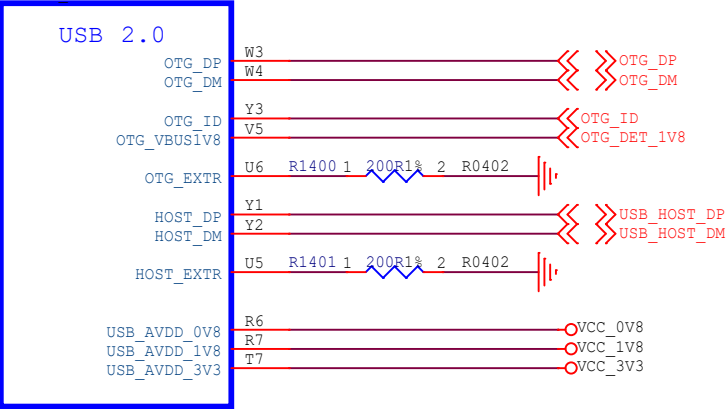 USB 2.0
OTG_DP W3 OTG_DP
OTG_DM W4 OTG_DM
OTG_ID Y3 OTG_ID
OTG_VBUS1V8 V5 OTG_DET_1V8
OTG_EXTR U6 R1400 1 200R1% 2 R0402
HOST_DP Y1 USB_HOST_DP
HOST_DM Y2 USB_HOST_DM
HOST_EXTR U5 R1401 1 200R1% 2 R0402
USB_AVDD_0V8 R6 VCC_0V8
USB_AVDD_1V8 R7 VCC_1V8
USB_AVDD_3V3 T7 VCC_3V3